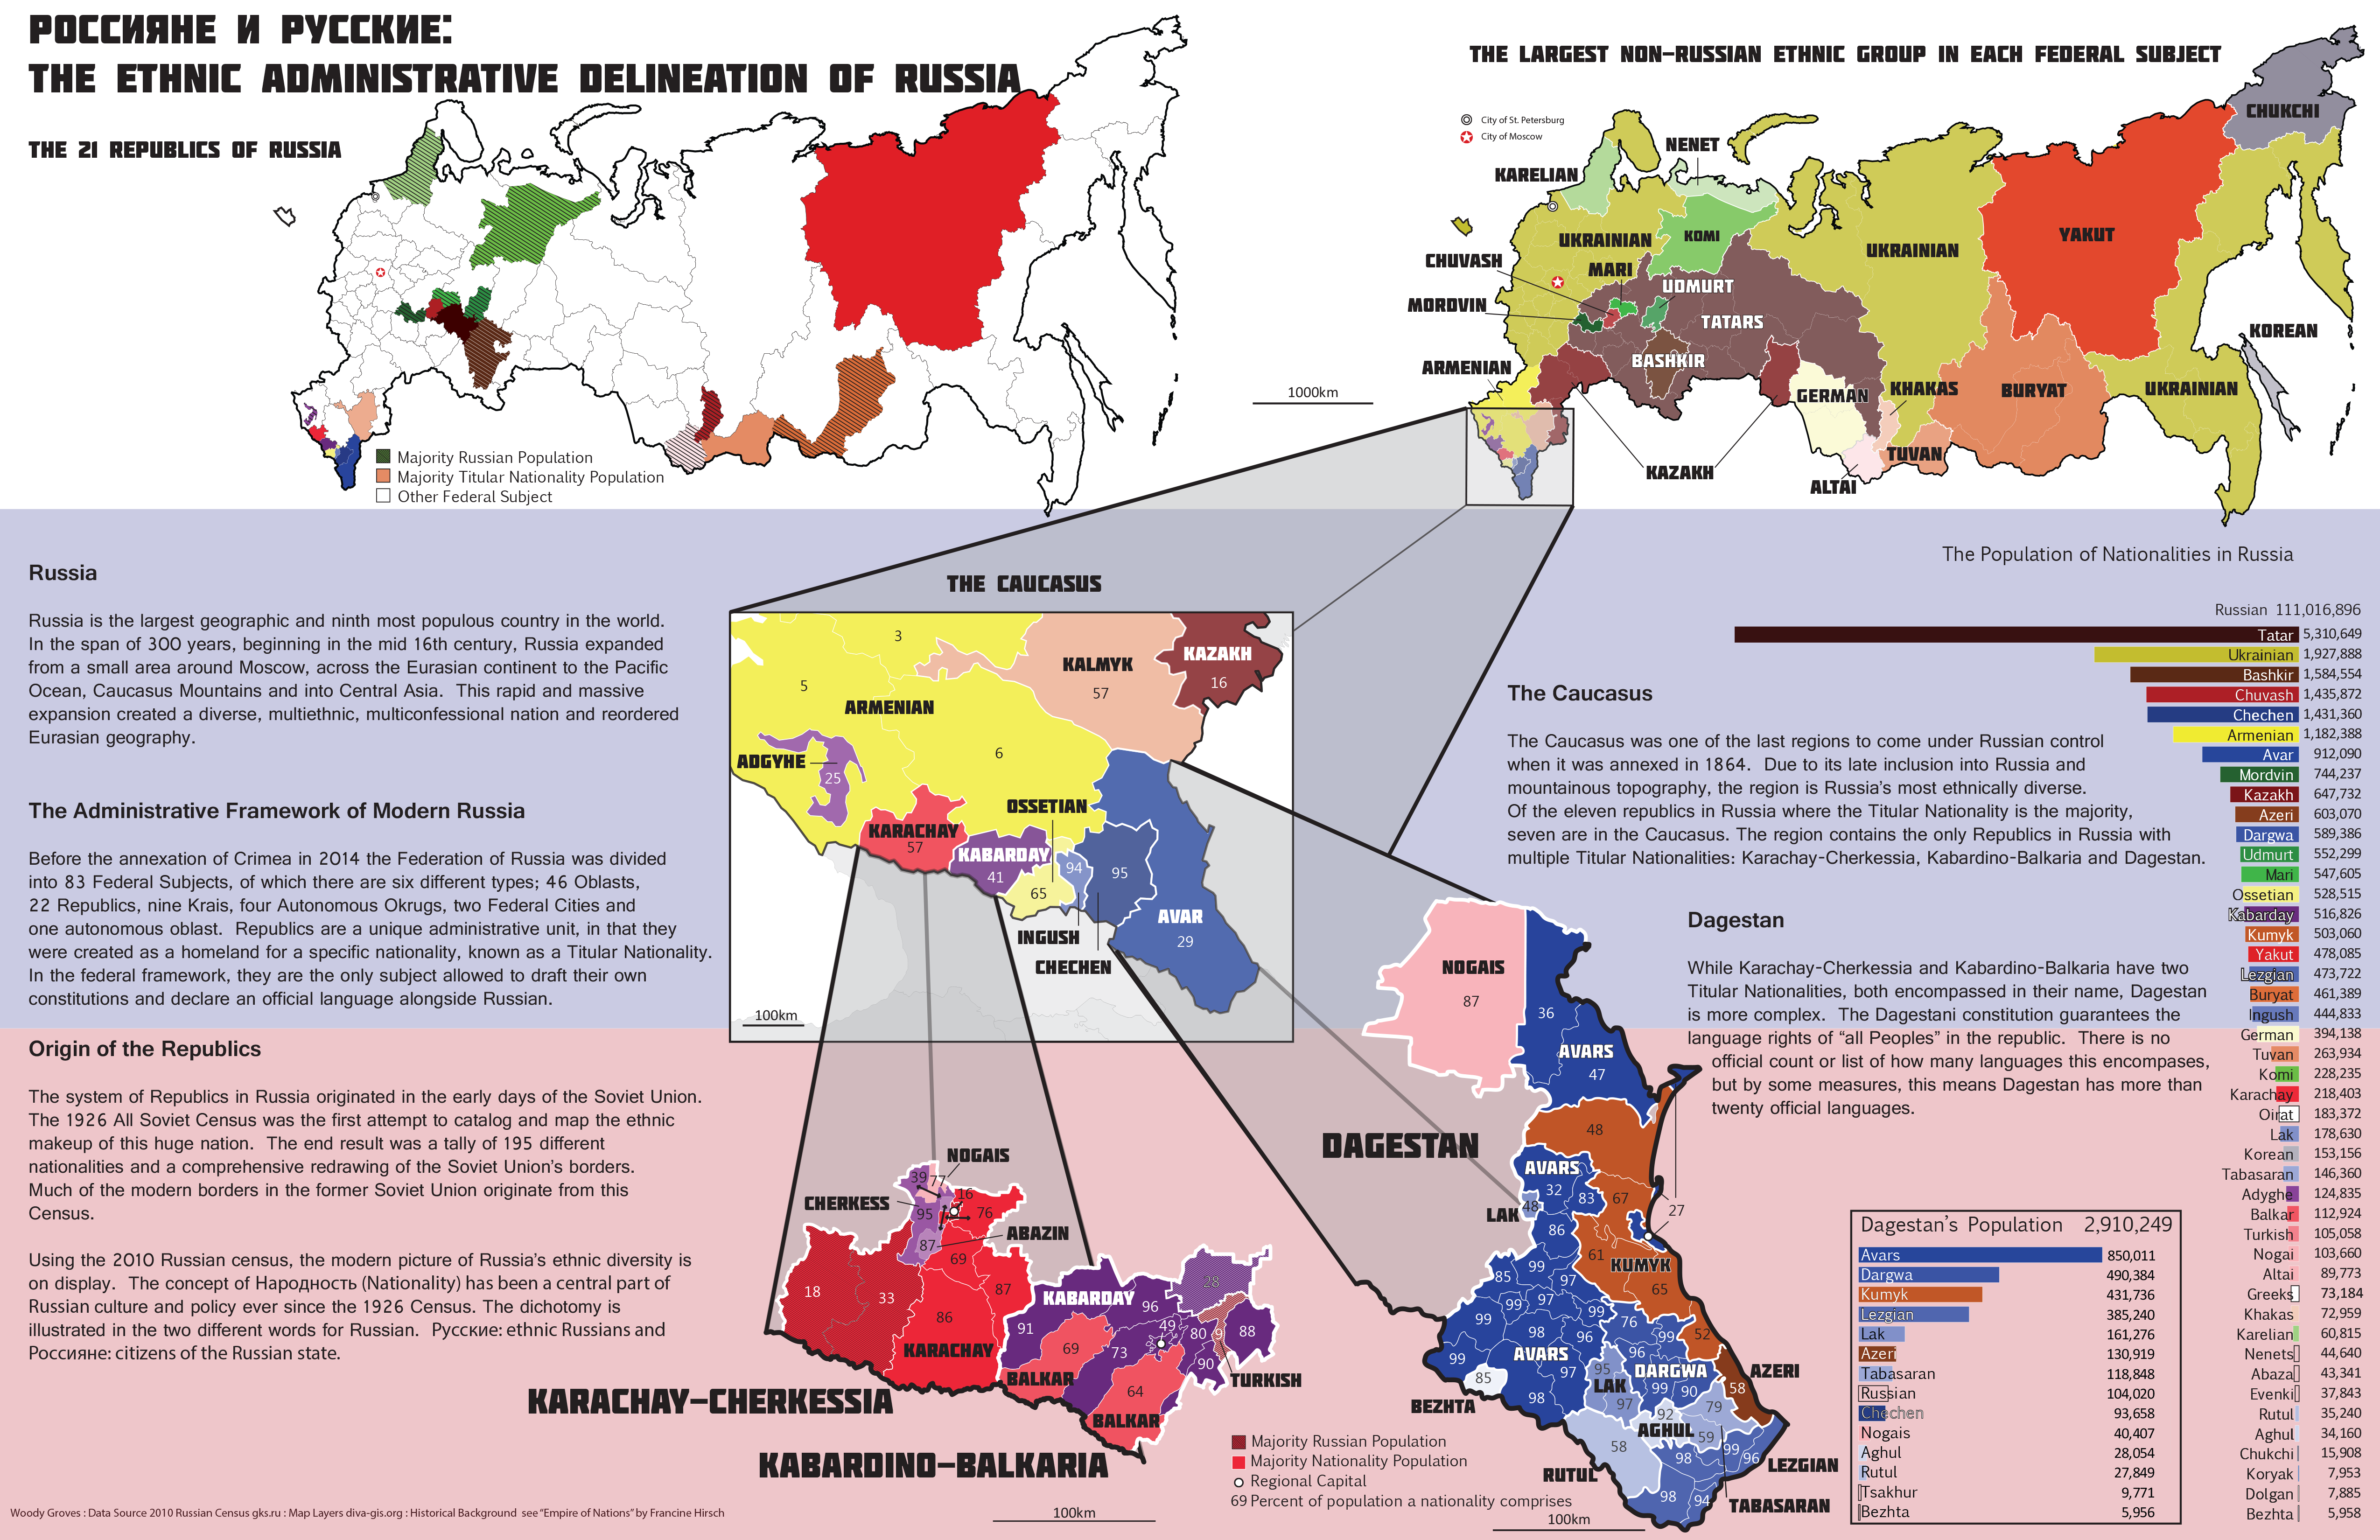 РОССИЯНЕ И РУССКИЕ:
THE ETHNIC ADMINISTRATIVE DELINEATION OF RUSSIA
THE 21 REPUBLICS OF RUSSIA
Majority Russian Population
Majority Titular Nationality Population
Other Federal Subject
1000km
THE LARGEST NON-RUSSIAN ETHNIC GROUP IN EACH FEDERAL SUBJECT
City of St. Petersburg
City of Moscow
CHUKCHI
NENET
KARELIAN
YAKUT
KOMI
UKRAINIAN
UKRAINIAN
CHUVASH
MARI
UDMURT
MORDVIN
TATARS
KOREAN
BASHKIR
ARMENIAN
GERMAN
KHAKAS
BURYAT
UKRAINIAN
TUVAN
KAZAKH
ALTAI
Russia
Russia is the largest geographic and ninth most populous country in the world.
In the span of 300 years, beginning in the mid 16th century, Russia expanded
from a small area around Moscow, across the Eurasian continent to the Pacific
Ocean, Caucasus Mountains and into Central Asia. This rapid and massive
expansion created a diverse, multiethnic, multiconfessional nation and reordered
Eurasian geography.
The Administrative Framework of Modern Russia
Before the annexation of Crimea in 2014 the Federation of Russia was divided
into 83 Federal Subjects, of which there are six different types; 46 Oblasts,
22 Republics, nine Krais, four Autonomous Okrugs, two Federal Cities and
one autonomous oblast. Republics are a unique administrative unit, in that they
were created as a homeland for a specific nationality, known as a Titular Nationality.
In the federal framework, they are the only subject allowed to draft their own
constitutions and declare an official language alongside Russian.
Origin of the Republics
The system of Republics in Russia originated in the early days of the Soviet Union.
The 1926 All Soviet Census was the first attempt to catalog and map the ethnic
makeup of this huge nation. The end result was a tally of 195 different
nationalities and a comprehensive redrawing of the Soviet Union's borders.
Much of the modern borders in the former Soviet Union originate from this
Census.
Using the 2010 Russian census, the modern picture of Russia's ethnic diversity is
on display. The concept of Народность (Nationality) has been a central part of
Russian culture and policy ever since the 1926 Census. The dichotomy is
illustrated in the two different words for Russian. Русские: ethnic Russians and
Россияне: citizens of the Russian state.
Woody Groves : Data Source 2010 Russian Census gks.ru : Map Layers diva-gis.org : Historical Background see "Empire of Nations" by Francine Hirsch
THE CAUCASUS
3
KALMYK
57
KAZAKH
16
5
ARMENIAN
6
ADGYHE
25
OSSETIAN
KARACHAY
57
KABARDAY
41
94
95
65
AVAR
29
INGUSH
CHECHEN
100km
The Caucasus
The Caucasus was one of the last regions to come under Russian control
when it was annexed in 1864. Due to its late inclusion into Russia and
mountainous topography, the region is Russia's most ethnically diverse.
Of the eleven republics in Russia where the Titular Nationality is the majority,
seven are in the Caucasus. The region contains the only Republics in Russia with
multiple Titular Nationalities: Karachay-Cherkessia, Kabardino-Balkaria and Dagestan.
Dagestan
While Karachay-Cherkessia and Kabardino-Balkaria have two
Titular Nationalities, both encompassed in their name, Dagestan
is more complex. The Dagestani constitution guarantees the
language rights of "all Peoples" in the republic. There is no
official count or list of how many languages this encompases,
but by some measures, this means Dagestan has more than
twenty official languages.
The Population of Nationalities in Russia
Russian 111,016,896
Tatar 5,310,649
Ukrainian 1,927,888
Bashkir 1,584,554
Chuvash 1,435,872
Chechen 1,431,360
Armenian 1,182,388
Avar 912,090
Mordvin 744,237
Kazakh 647,732
Azeri 603,070
Dargwa 589,386
Udmurt 552,299
Mari 547,605
Ossetian 528,515
Kabarday 516,826
Kumyk 503,060
Yakut 478,085
Lezgian 473,722
Buryat 461,389
Ingush 444,833
German 394,138
Tuvan 263,934
Komi 228,235
Karachay 218,403
Oirat 183,372
Lak 178,630
Korean 153,156
Tabasaran 146,360
Adyghe 124,835
Balkar 112,924
Turkish 105,058
Nogai 103,660
Altai 89,773
Greeks 73,184
Khakas 72,959
Karelian 60,815
Nenets 44,640
Abaza 43,341
Evenki 37,843
Rutul 35,240
Aghul 34,160
Chukchi 15,908
Koryak 7,953
Dolgan 7,885
Bezhta 5,958
NOGAIS
39
77
16
CHERKESS
95
76
87
ABAZIN
69
18
33
87
86
KARACHAY
KARACHAY-CHERKESSIA
KABARDAY
28
96
91
49
69
73
80
9
88
90
BALKAR
64
TURKISH
BALKAR
KABARDINO-BALKARIA
100km
Majority Russian Population
Majority Nationality Population
Regional Capital
69 Percent of population a nationality comprises
100km
DAGESTAN
NOGAIS
87
36
AVARS
47
48
AVARS
32
83
67
LAK
48
27
86
61
KUMYK
85
99
97
65
99
97
99
99
76
98
96
99
52
99
AVARS
96
97
95
DARGWA
AZERI
85
LAK
99
90
58
BEZHTA
98
97
79
92
AGHUL
59
58
99
98
96
LEZGIAN
RUTUL
98
94
TABASARAN
Dagestan's Population 2,910,249
Avars 850,011
Dargwa 490,384
Kumyk 431,736
Lezgian 385,240
Lak 161,276
Azeri 130,919
Tabasaran 118,848
Russian 104,020
Chechen 93,658
Nogais 40,407
Aghul 28,054
Rutul 27,849
Tsakhur 9,771
Bezhta 5,956